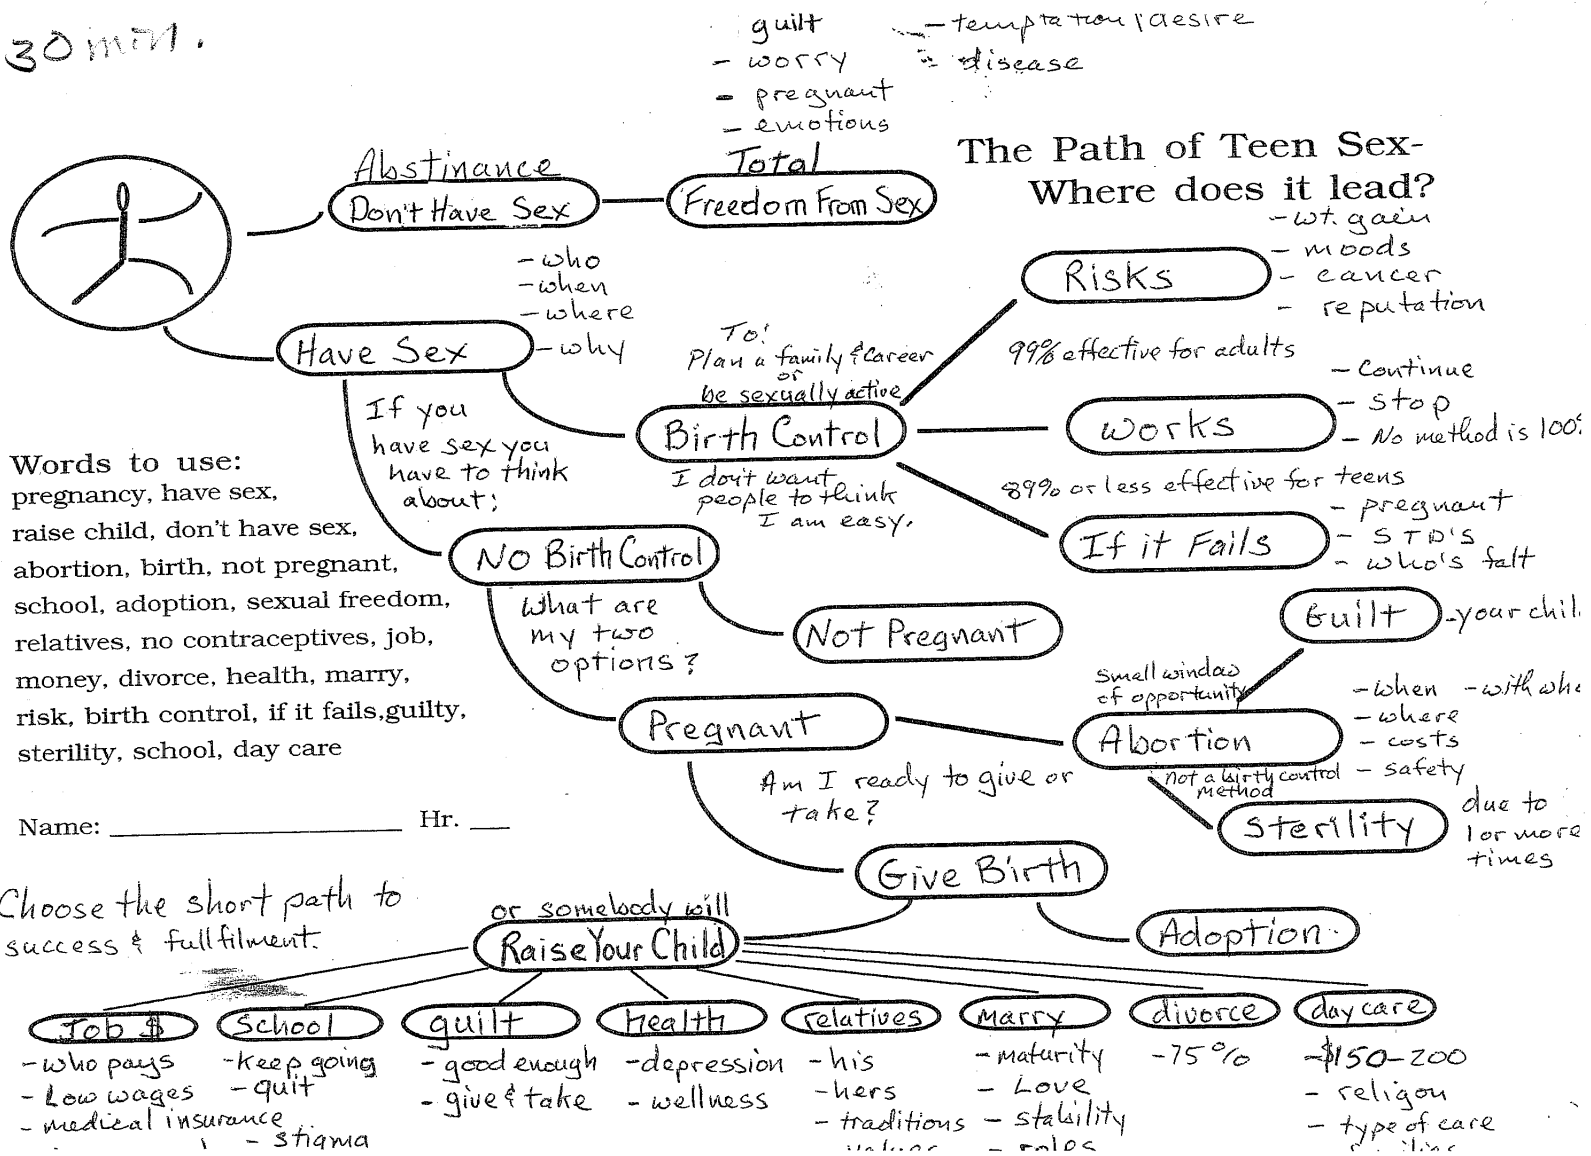 30 min.
guilt
- worry
- pregnant
- emotions
- temptation/desire
- disease
The Path of Teen Sex-
Where does it lead?
Abstinance
Don't Have Sex
Total
Freedom From Sex
- who
- when
- where
- why
Have Sex
If you
have sex you
have to think
about:
To:
Plan a family & career
or
be sexually active
Birth Control
I don't want
people to think
I am easy.
Risks
- wt. gain
- moods
- cancer
- reputation
99% effective for adults
works
- Continue
- Stop
- No method is 100%
89% or less effective for teens
If it Fails
- pregnant
- STD'S
- who's falt
Words to use:
pregnancy, have sex,
raise child, don't have sex,
abortion, birth, not pregnant,
school, adoption, sexual freedom,
relatives, no contraceptives, job,
money, divorce, health, marry,
risk, birth control, if it fails,guilty,
sterility, school, day care
No Birth Control
What are
my two
options?
Not Pregnant
Pregnant
Guilt
- your chil
Small window
of opportunity
Abortion
- when - with who
- where
- costs
- safety
Not a birth control
method
Sterility
due to
1 or more
times
Am I ready to give or
take?
Give Birth
Adoption
Name: Hr.
Choose the short path to
success & fullfilment.
or somebody will
Raise Your Child
Job $
- who pays
- Low wages
- medical insurance
school
- keep going
- quit
- stigma
guilt
- good enough
- give & take
health
- depression
- wellness
relatives
- his
- hers
- traditions
marry
- maturity
- Love
- stability
- roles
divorce
- 75%
day care
- $150-200
- religon
- type of care